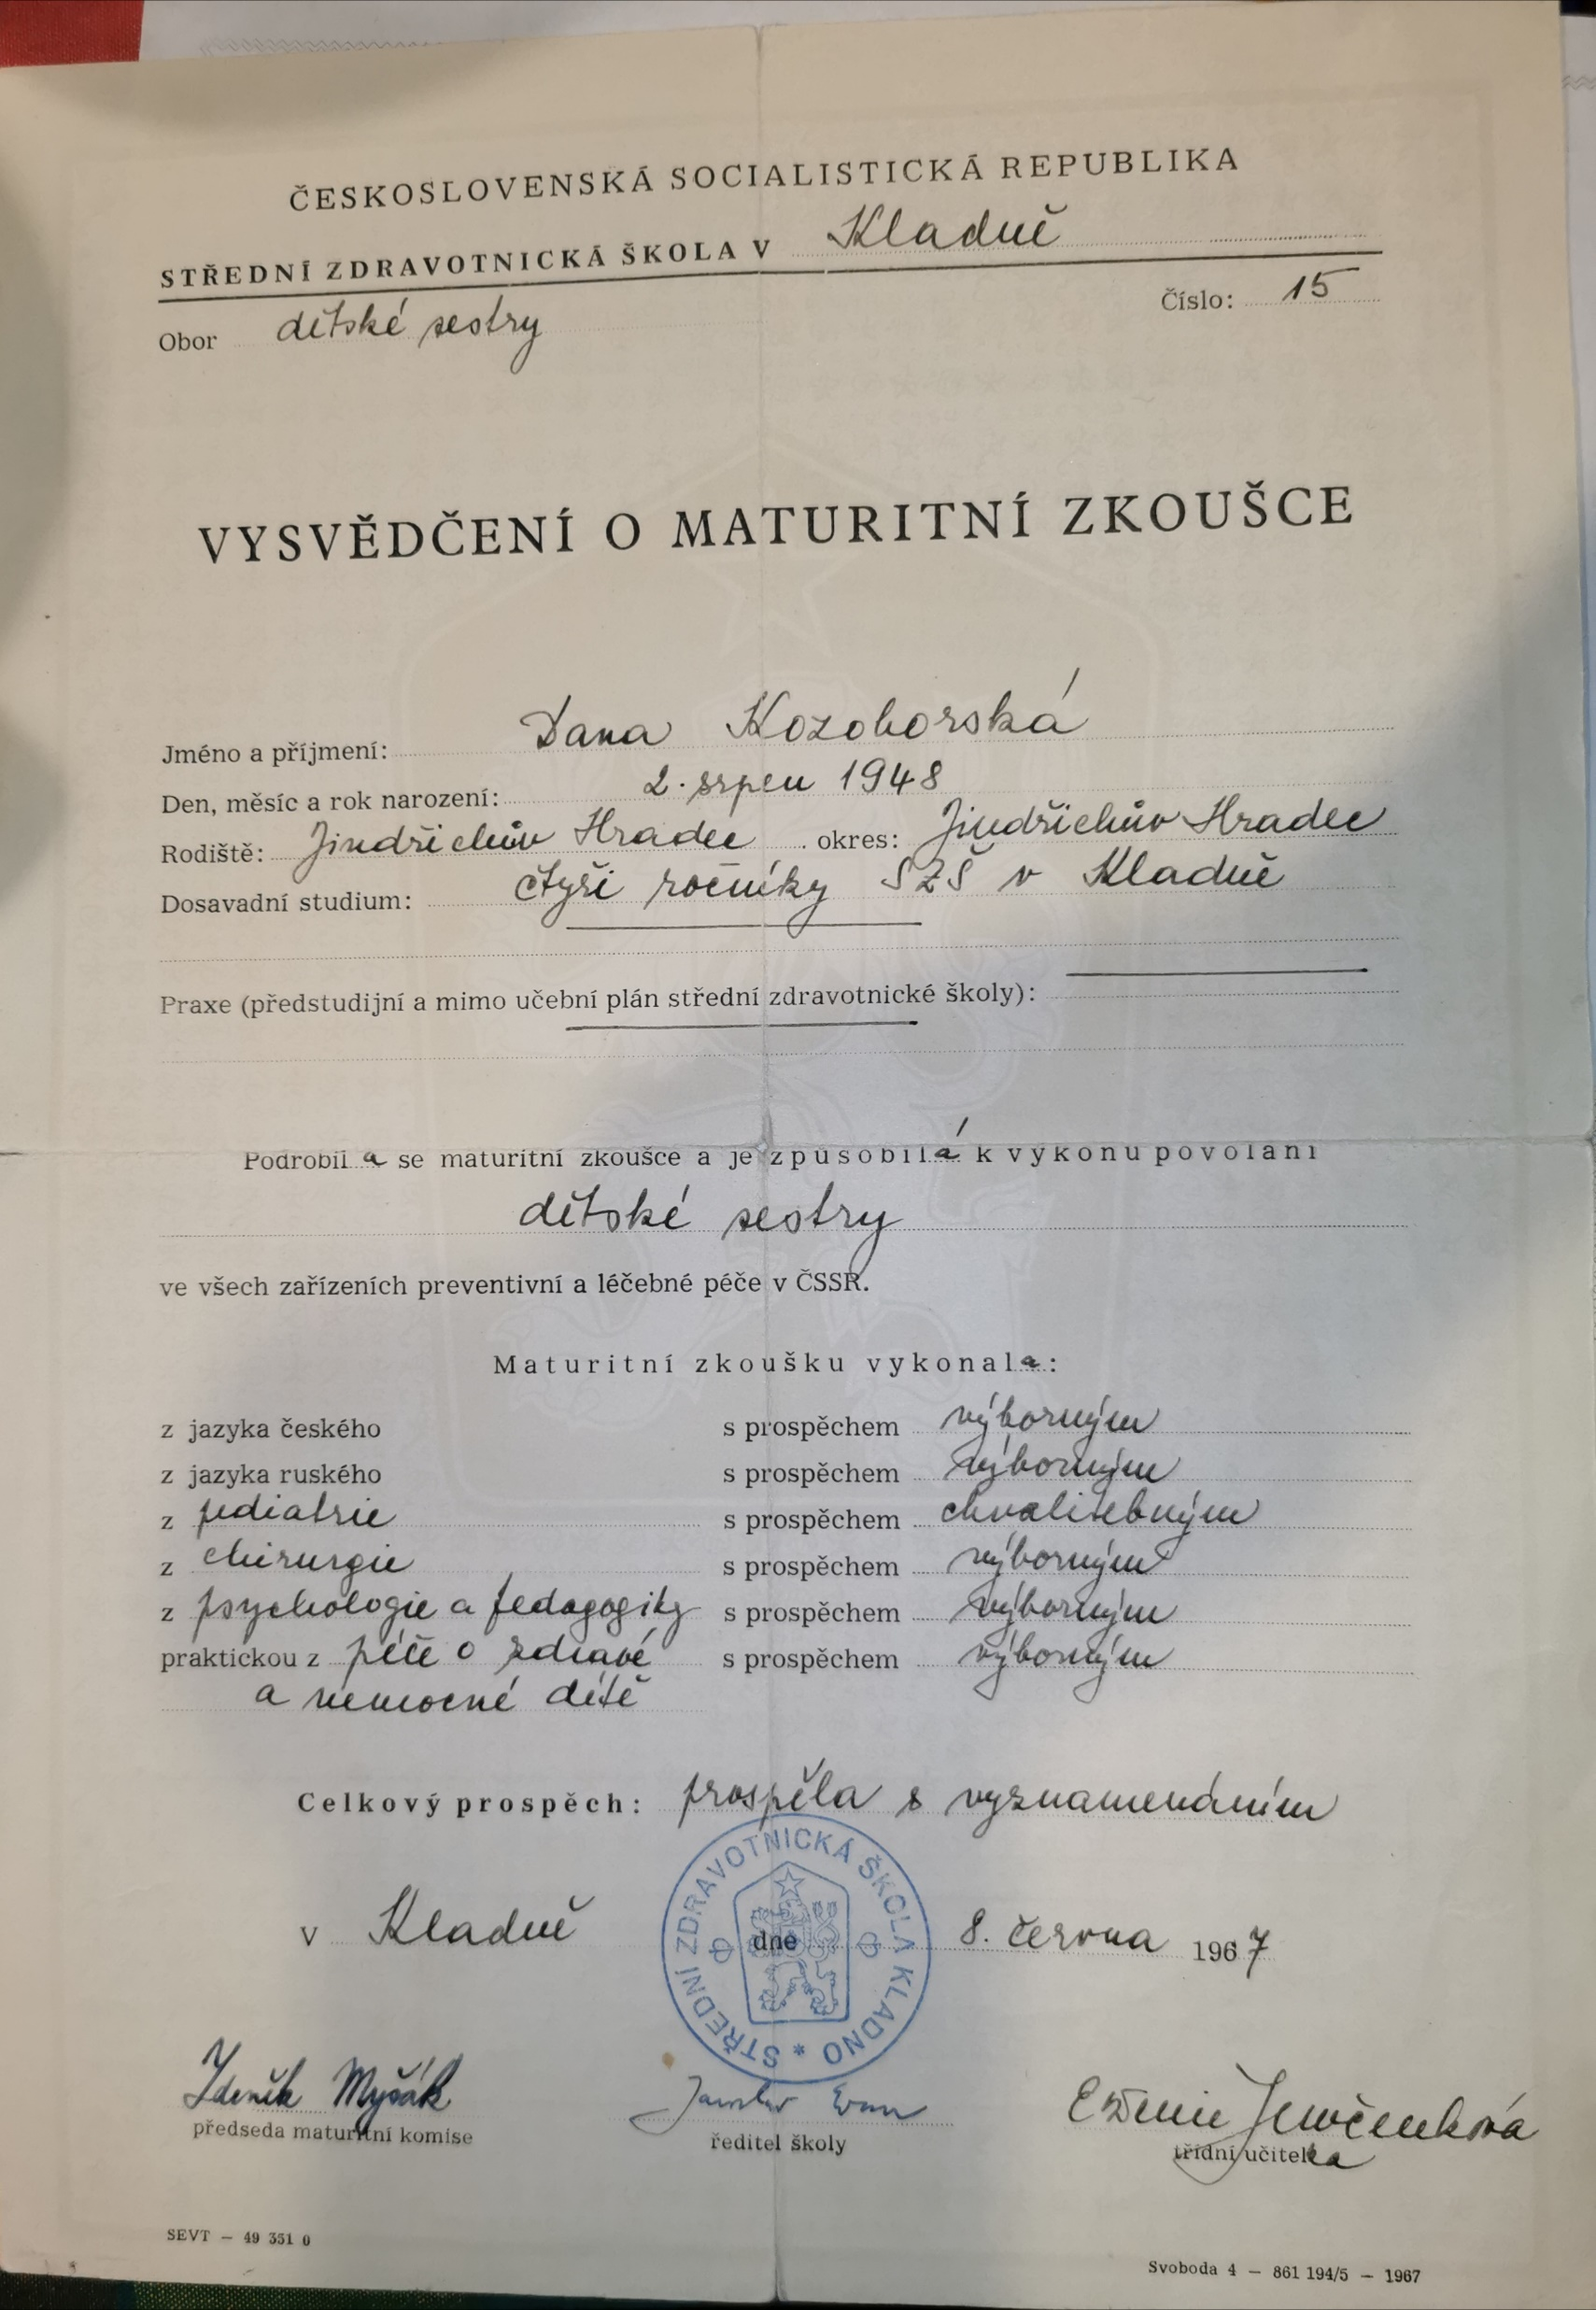 ČESKOSLOVENSKÁ SOCIALISTICKÁ REPUBLIKA
STŘEDNÍ ZDRAVOTNICKÁ ŠKOLA V Kladně
Obor dětské sestry Číslo: 15
VYSVĚDČENÍ O MATURITNÍ ZKOUŠCE
Jméno a příjmení: Dana Kozohorská
Den, měsíc a rok narození: 2. srpen 1948
Rodiště: Jindřichův Hradec okres: Jindřichův Hradec
Dosavadní studium: čtyři ročníky SZŠ v Kladně
Praxe (předstudijní a mimo učební plán střední zdravotnické školy):
Podrobil a se maturitní zkoušce a je způsobilá k výkonu povolání
dětské sestry
ve všech zařízeních preventivní a léčebné péče v ČSSR.
Maturitní zkoušku vykonala:
z jazyka českého s prospěchem výborným
z jazyka ruského s prospěchem výborným
z pediatrie s prospěchem chvalitebným
z chirurgie s prospěchem výborným
z psychologie a pedagogiky s prospěchem výborným
praktickou z péče o zdravé s prospěchem výborným
a nemocné dítě
Celkový prospěch: prospěla s vyznamenáním
STŘEDNÍ ZDRAVOTNICKÁ ŠKOLA KLADNO *
v Kladně dne 8. června 1967
Zdeněk Myšák Jaroslav
předseda maturitní komise ředitel školy třídní učitelka
SEVT — 49 351 0
Svoboda 4 — 861 194/5 — 1967